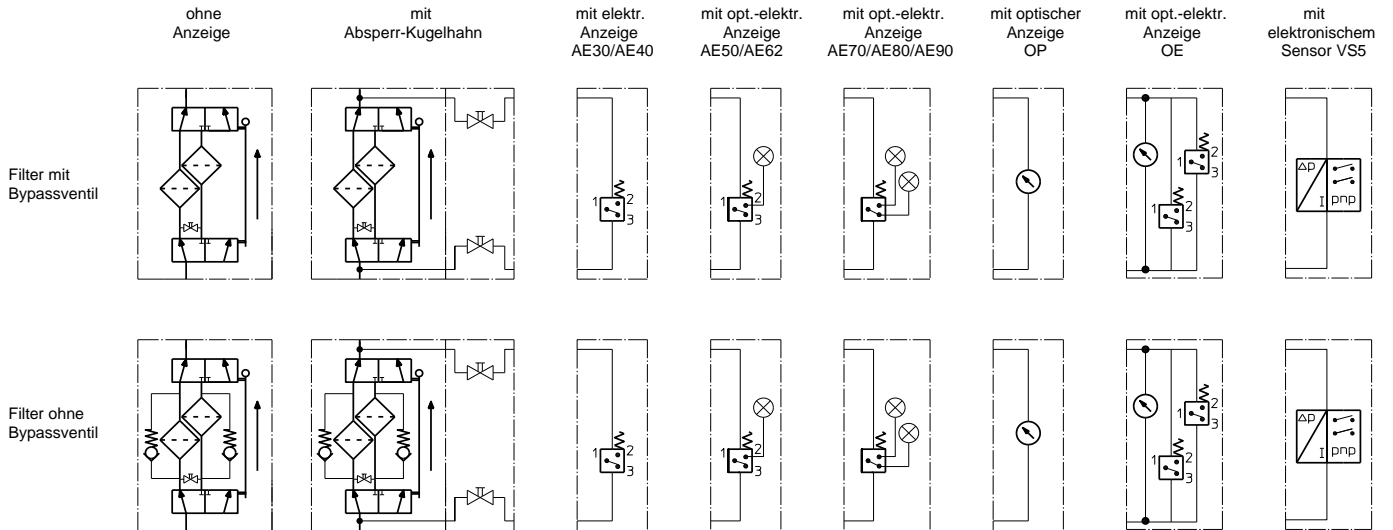 ohne
Anzeige
mit
Absperr-Kugelhahn
mit elektr.
Anzeige
AE30/AE40
mit opt.-elektr.
Anzeige
AE50/AE62
mit opt.-elektr.
Anzeige
AE70/AE80/AE90
mit optischer
Anzeige
OP
mit opt.-elektr.
Anzeige
OE
mit
elektronischem
Sensor VS5
Filter mit
Bypassventil
1 2
3
1 2
3
1 2
3
1 2
3
Δp
I pnp
Filter ohne
Bypassventil
1 2
3
1 2
3
1 2
3
1 2
3
Δp
I pnp